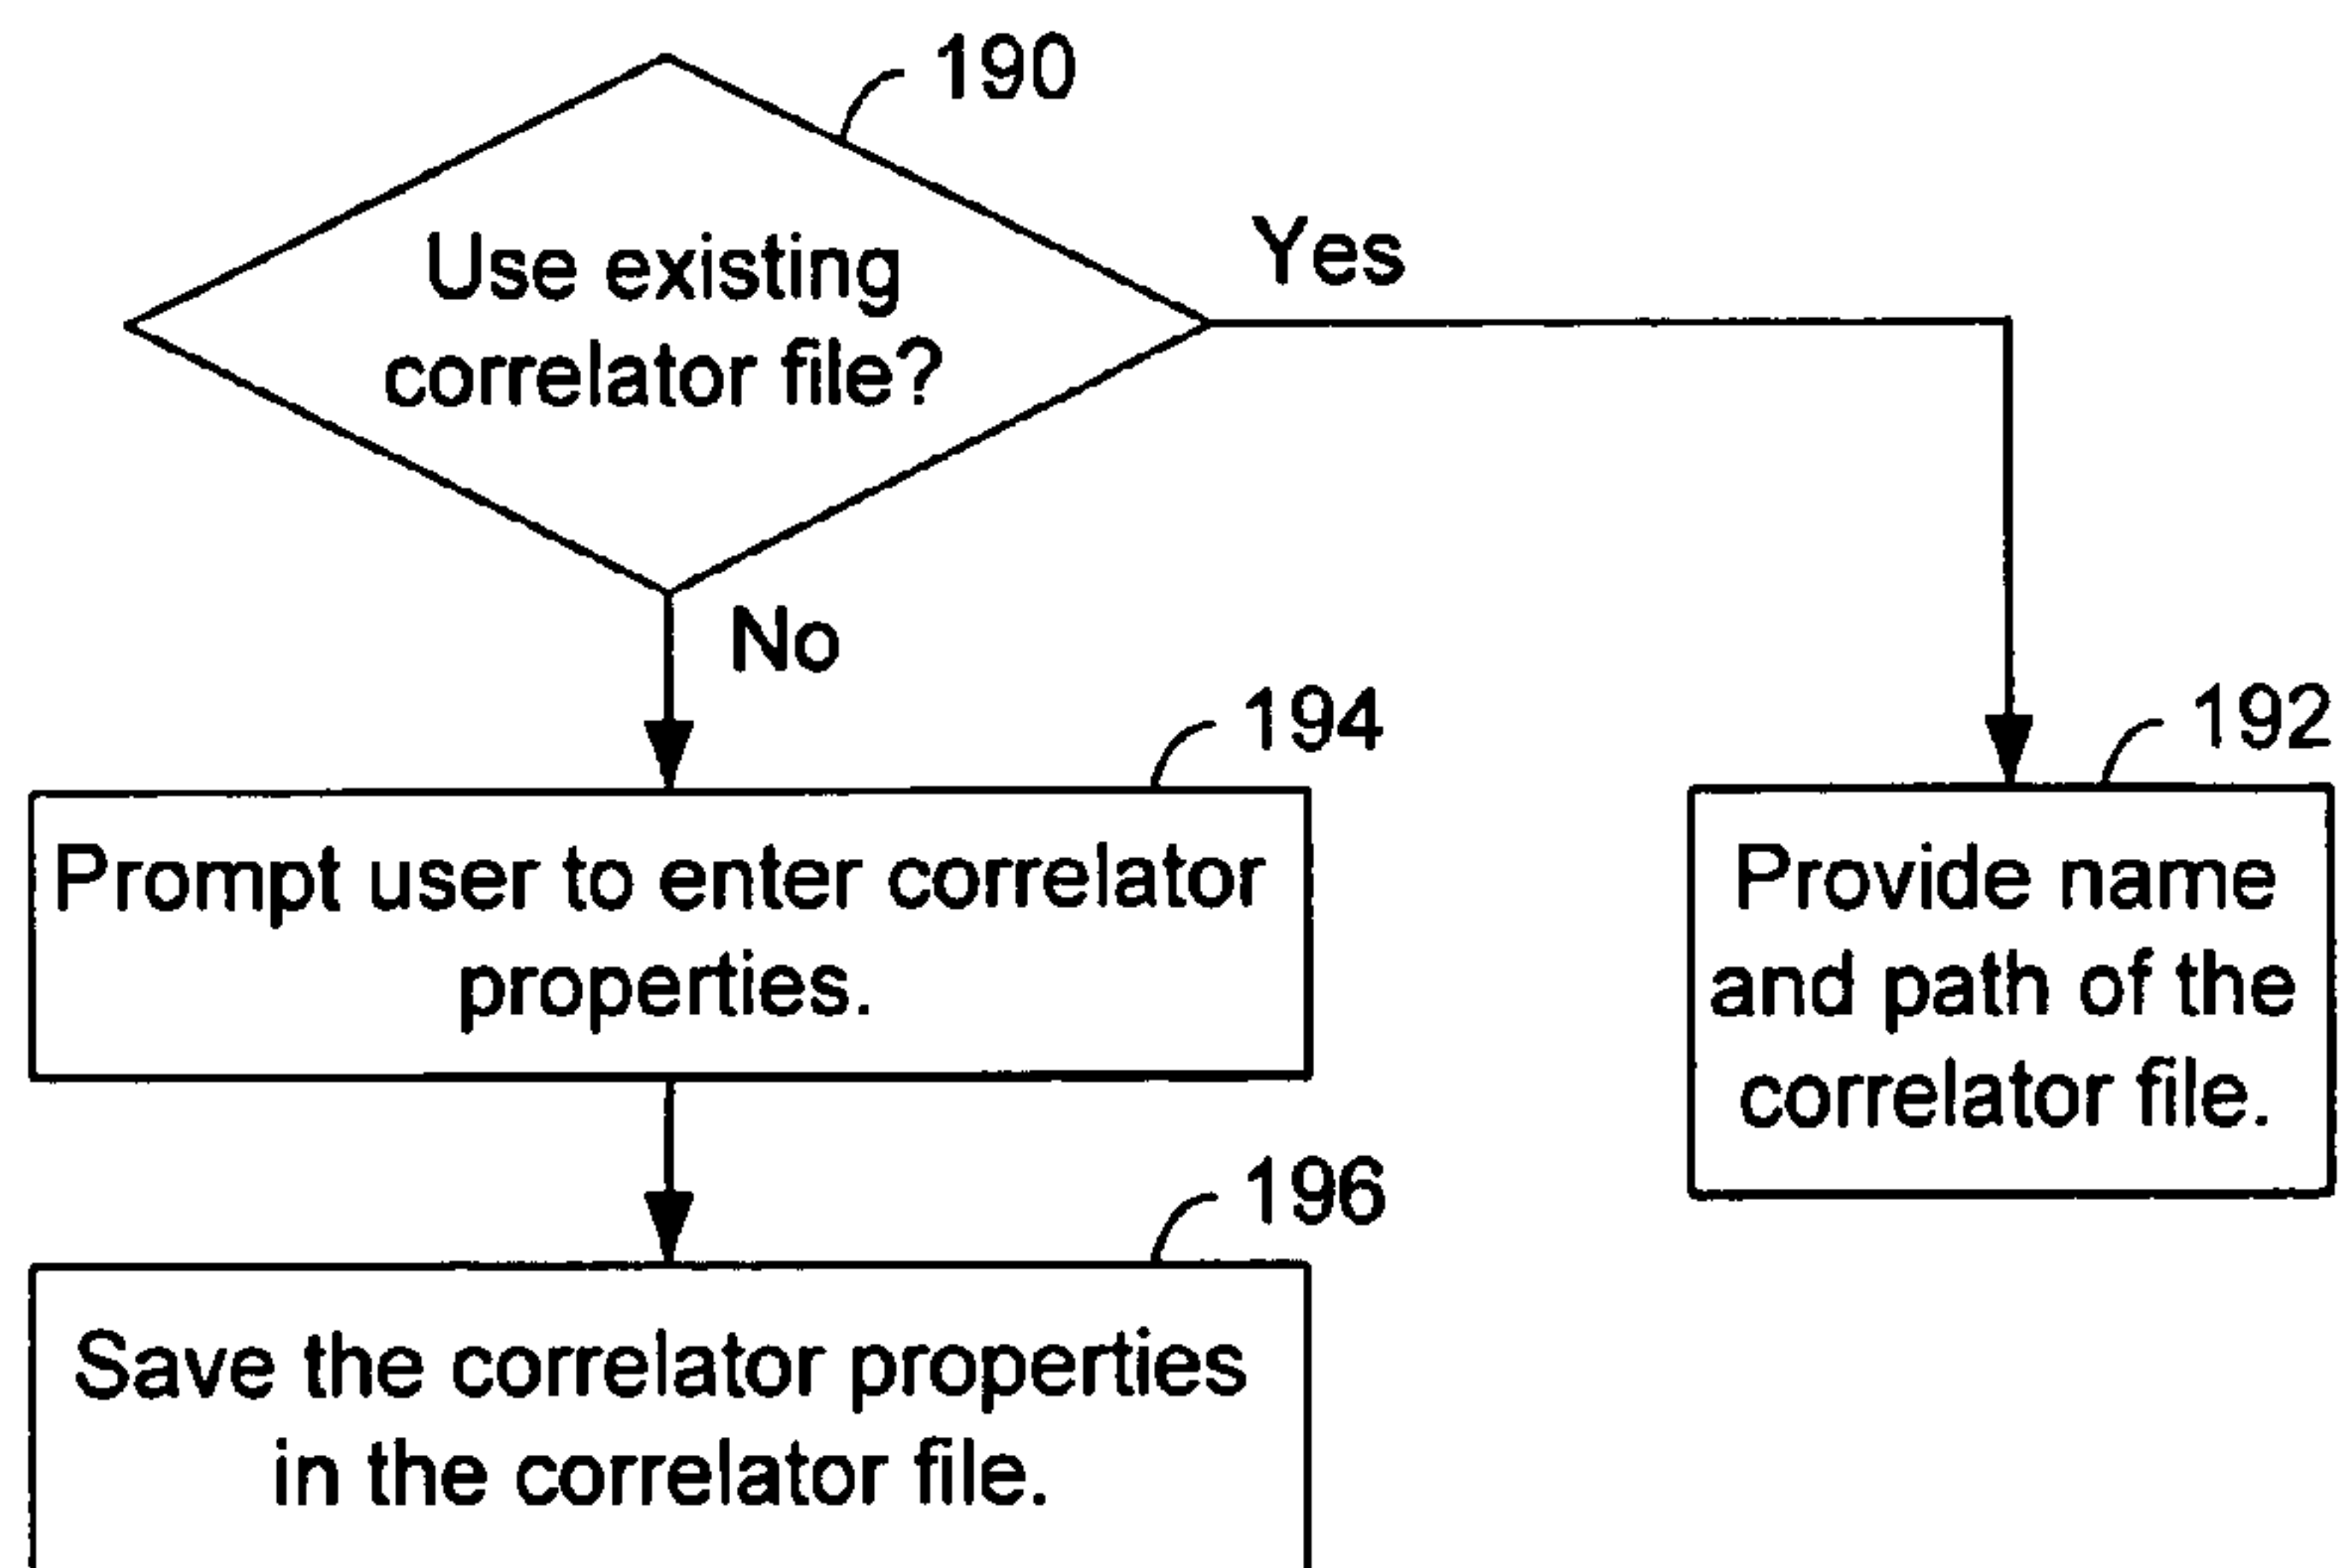 190
Use existing
correlator file?
Yes
No
194
Prompt user to enter correlator
properties.
192
Provide name
and path of the
correlator file.
196
Save the correlator properties
in the correlator file.